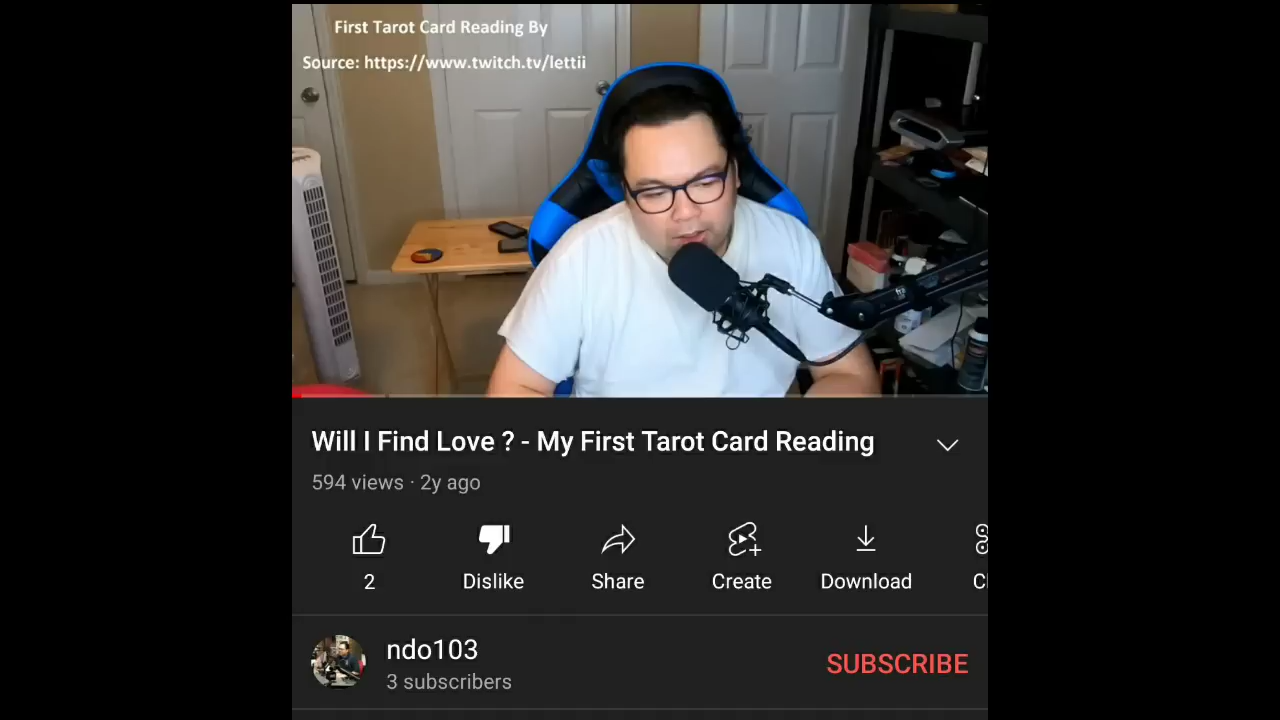 First Tarot Card Reading By
Source: https://www.twitch.tv/lettii
Will I Find Love ? - My First Tarot Card Reading
594 views · 2y ago
2
Dislike
Share
Create
Download
Cl
ndo103
3 subscribers
SUBSCRIBE